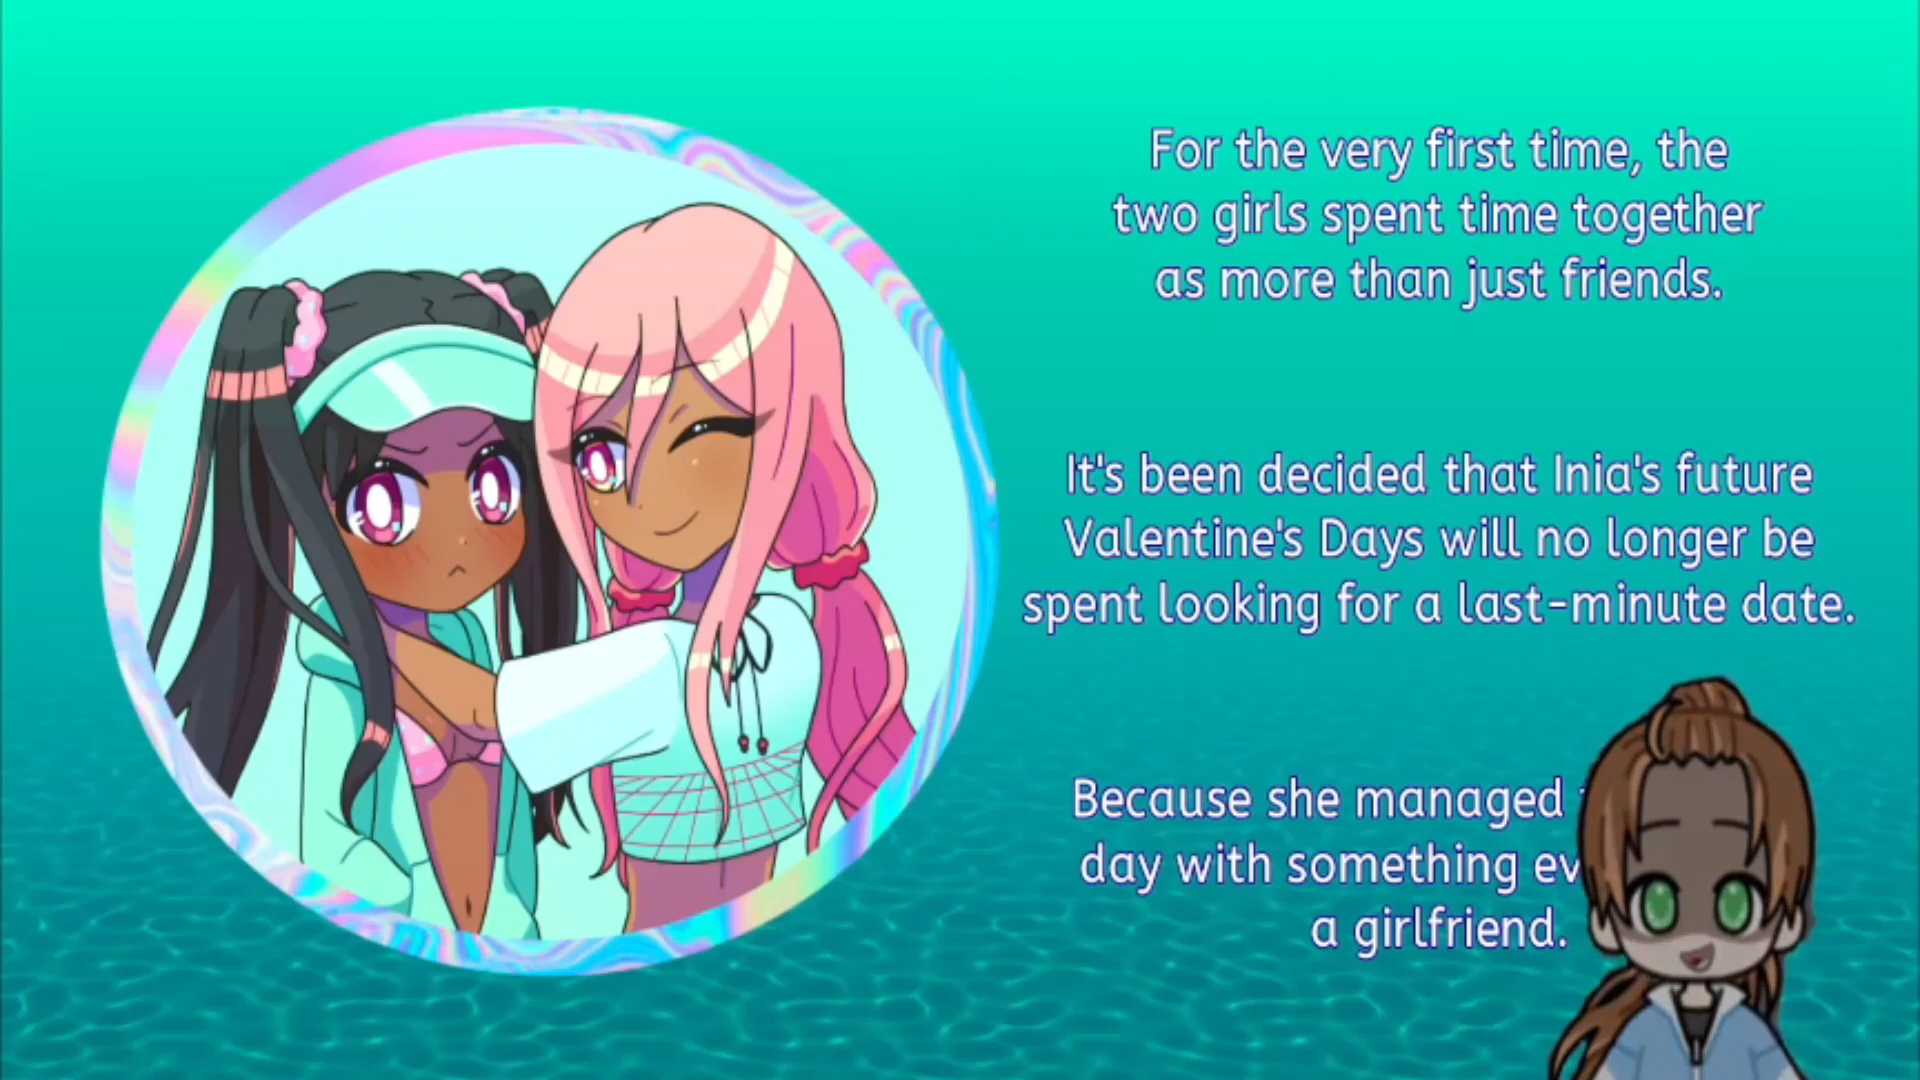 For the very first time, the
two girls spent time together
as more than just friends.
It's been decided that Inia's future
Valentine's Days will no longer be
spent looking for a last-minute date.
Because she managed
day with something
a girlfriend.